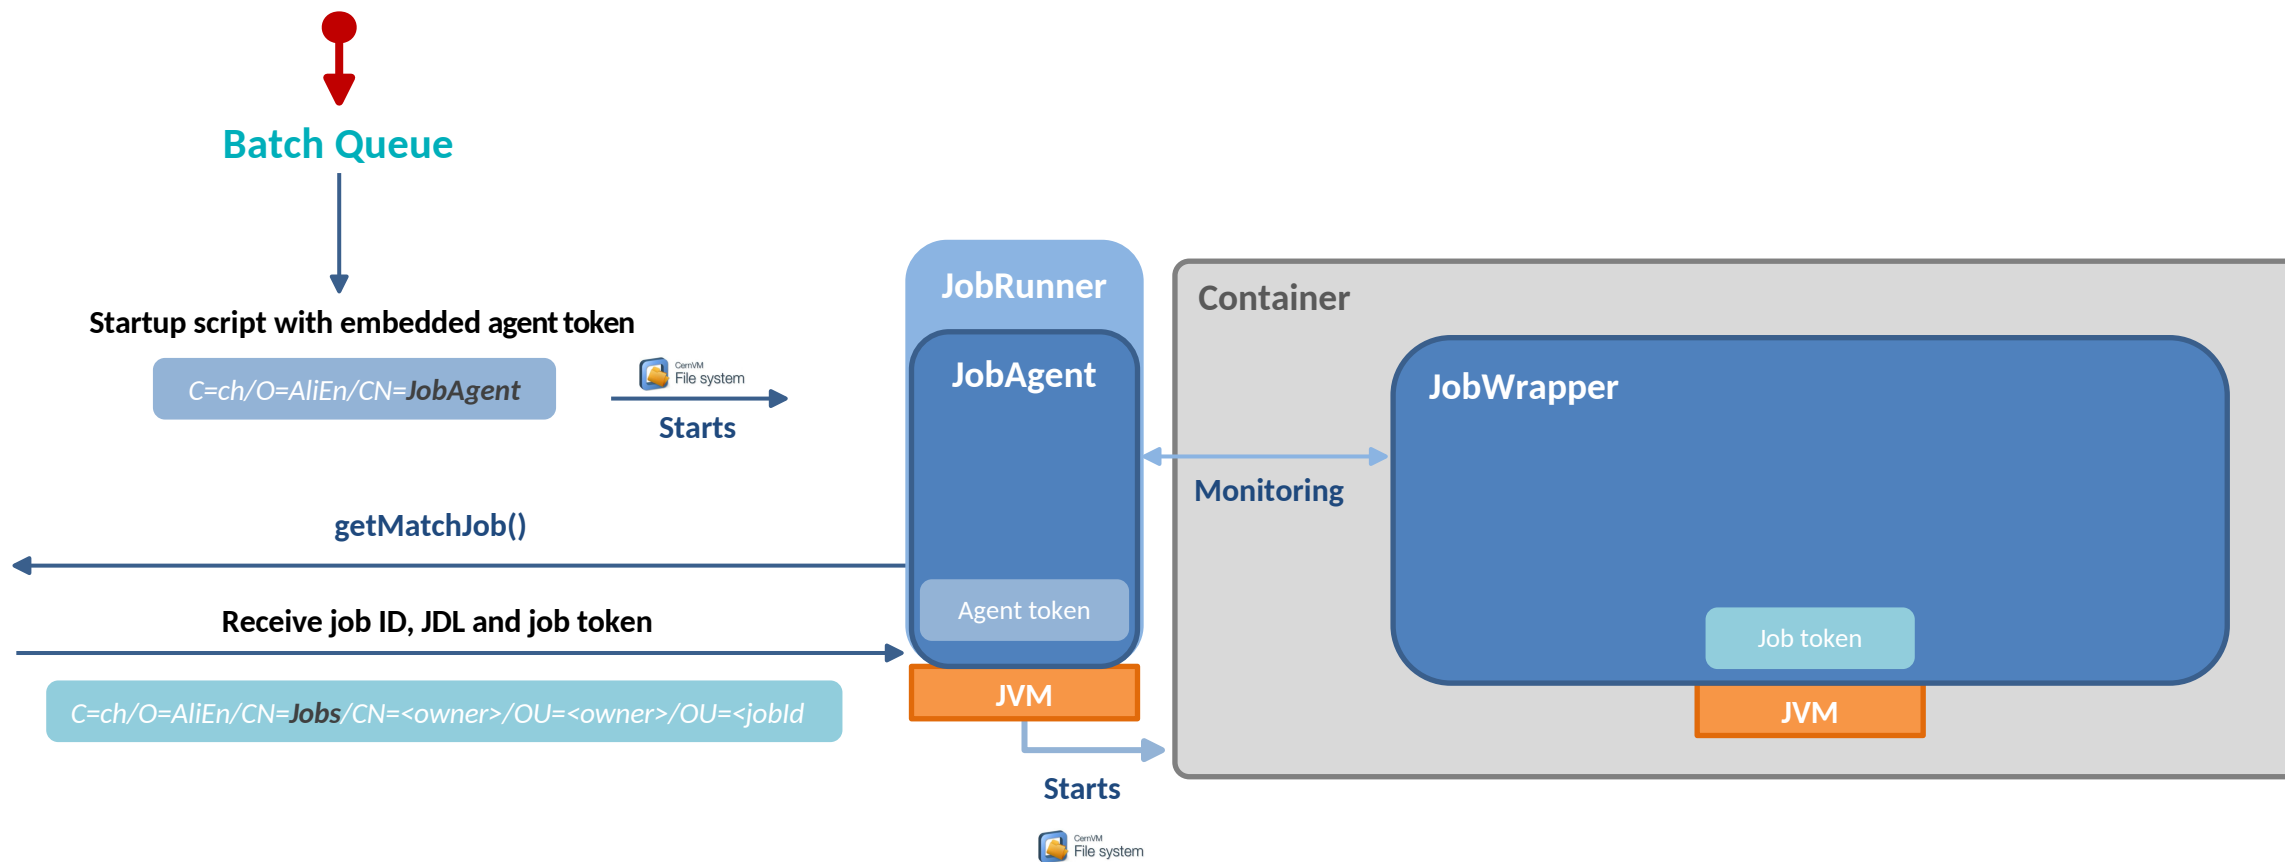 Batch Queue
Startup script with embedded agent token
C=ch/O=AliEn/CN=JobAgent
CernVM
File system
Starts
getMatchJob()
Receive job ID, JDL and job token
C=ch/O=AliEn/CN=Jobs/CN=<owner>/OU=<owner>/OU=<jobId
JobRunner
JobAgent
Agent token
JVM
Starts
CernVM
File system
Container
Monitoring
JobWrapper
Job token
JVM